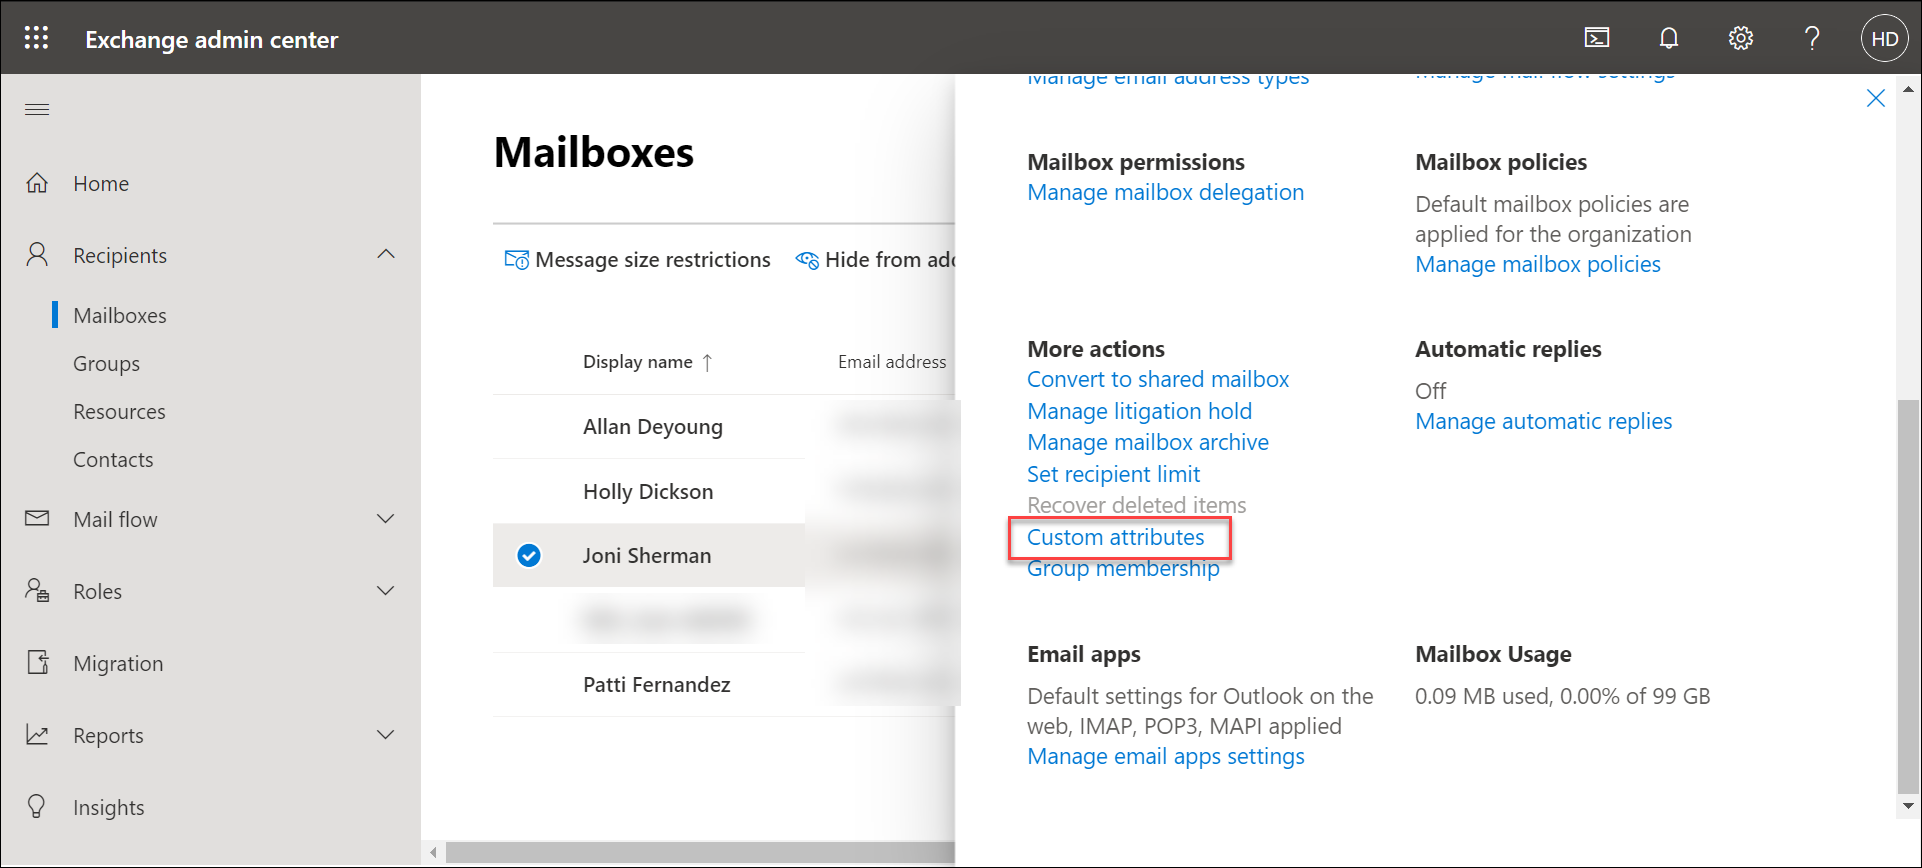 Exchange admin center
HD
Home
Recipients
Mailboxes
Groups
Resources
Contacts
Mail flow
Roles
Migration
Reports
Insights
Mailboxes
Message size restrictions
Hide from add
Display name ↑
Email address
Allan Deyoung
Holly Dickson
Joni Sherman
Patti Fernandez
Manage email address types
Manage mail flow settings
Mailbox permissions
Manage mailbox delegation
Mailbox policies
Default mailbox policies are
applied for the organization
Manage mailbox policies
More actions
Convert to shared mailbox
Manage litigation hold
Manage mailbox archive
Set recipient limit
Recover deleted items
Custom attributes
Group membership
Automatic replies
Off
Manage automatic replies
Email apps
Default settings for Outlook on the
web, IMAP, POP3, MAPI applied
Manage email apps settings
Mailbox Usage
0.09 MB used, 0.00% of 99 GB